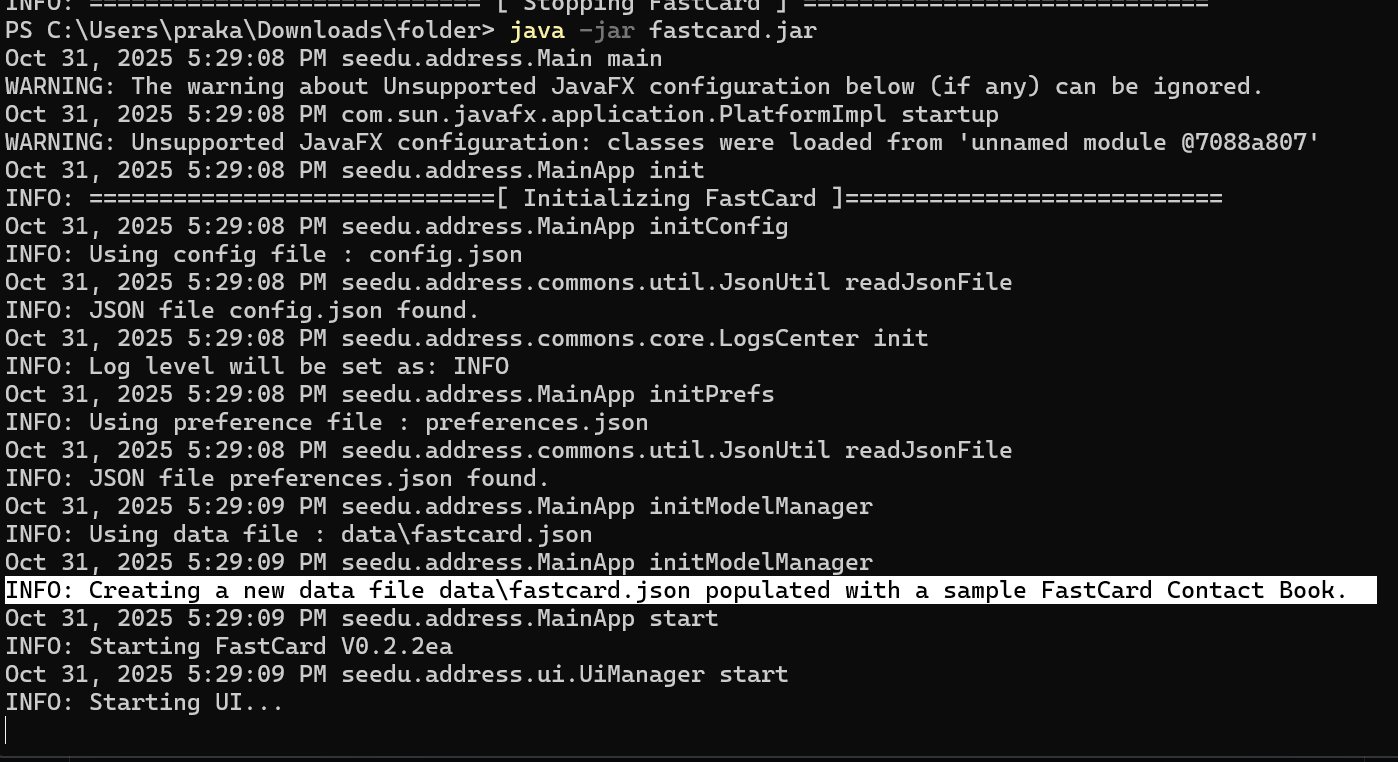 INFO: ============================ [ Stopping FastCard ] =============================
PS C:\Users\praka\Downloads\folder> java -jar fastcard.jar
Oct 31, 2025 5:29:08 PM seedu.address.Main main
WARNING: The warning about Unsupported JavaFX configuration below (if any) can be ignored.
Oct 31, 2025 5:29:08 PM com.sun.javafx.application.PlatformImpl startup
WARNING: Unsupported JavaFX configuration: classes were loaded from 'unnamed module @7088a807'
Oct 31, 2025 5:29:08 PM seedu.address.MainApp init
INFO: =============================[ Initializing FastCard ]===========================
Oct 31, 2025 5:29:08 PM seedu.address.MainApp initConfig
INFO: Using config file : config.json
Oct 31, 2025 5:29:08 PM seedu.address.commons.util.JsonUtil readJsonFile
INFO: JSON file config.json found.
Oct 31, 2025 5:29:08 PM seedu.address.commons.core.LogsCenter init
INFO: Log level will be set as: INFO
Oct 31, 2025 5:29:08 PM seedu.address.MainApp initPrefs
INFO: Using preference file : preferences.json
Oct 31, 2025 5:29:08 PM seedu.address.commons.util.JsonUtil readJsonFile
INFO: JSON file preferences.json found.
Oct 31, 2025 5:29:09 PM seedu.address.MainApp initModelManager
INFO: Using data file : data\fastcard.json
Oct 31, 2025 5:29:09 PM seedu.address.MainApp initModelManager
INFO: Creating a new data file data\fastcard.json populated with a sample FastCard Contact Book.
Oct 31, 2025 5:29:09 PM seedu.address.MainApp start
INFO: Starting FastCard V0.2.2ea
Oct 31, 2025 5:29:09 PM seedu.address.ui.UiManager start
INFO: Starting UI...